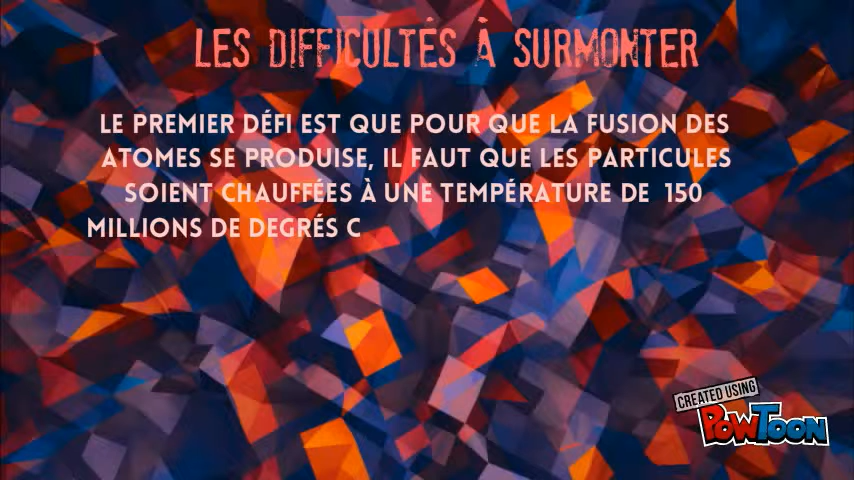 LES DIFFICULTÉS À SURMONTER
LE PREMIER DÉFI EST QUE POUR QUE LA FUSION DES
ATOMES SE PRODUISE, IL FAUT QUE LES PARTICULES
SOIENT CHAUFFÉES À UNE TEMPÉRATURE DE 150
MILLIONS DE DEGRÉS C
CREATED USING
POWTOON